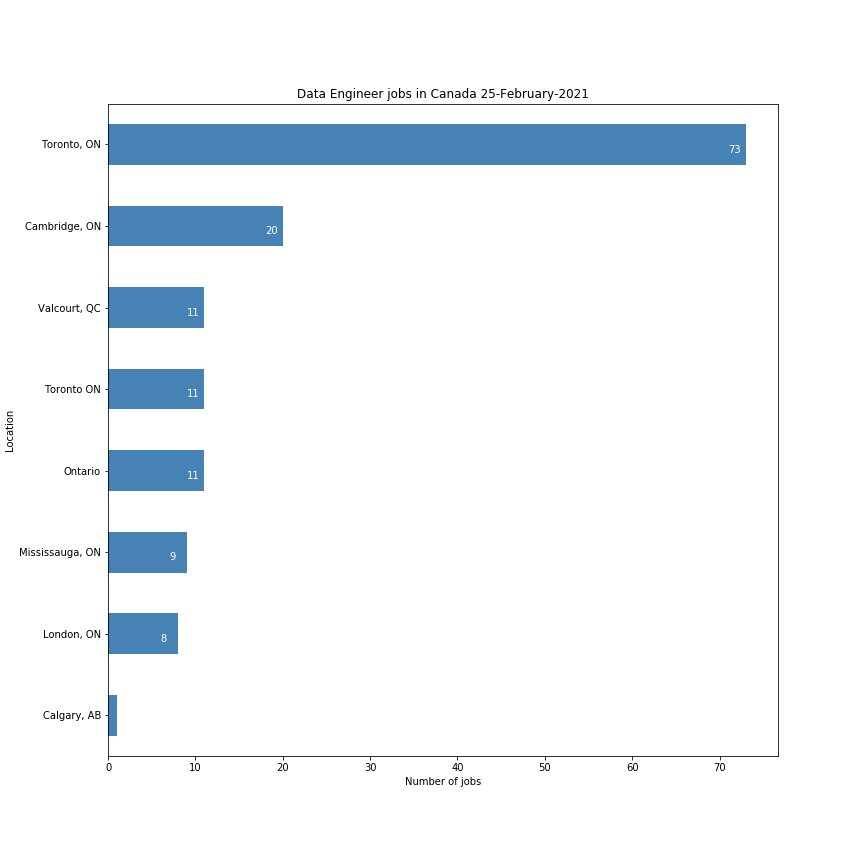 Data Engineer jobs in Canada 25-February-2021
Toronto, ON
73
Cambridge, ON
20
Valcourt, QC
11
Toronto ON
11
Location
Ontario
11
Mississauga, ON
9
London, ON
8
Calgary, AB
0 10 20 30 40 50 60 70
Number of jobs